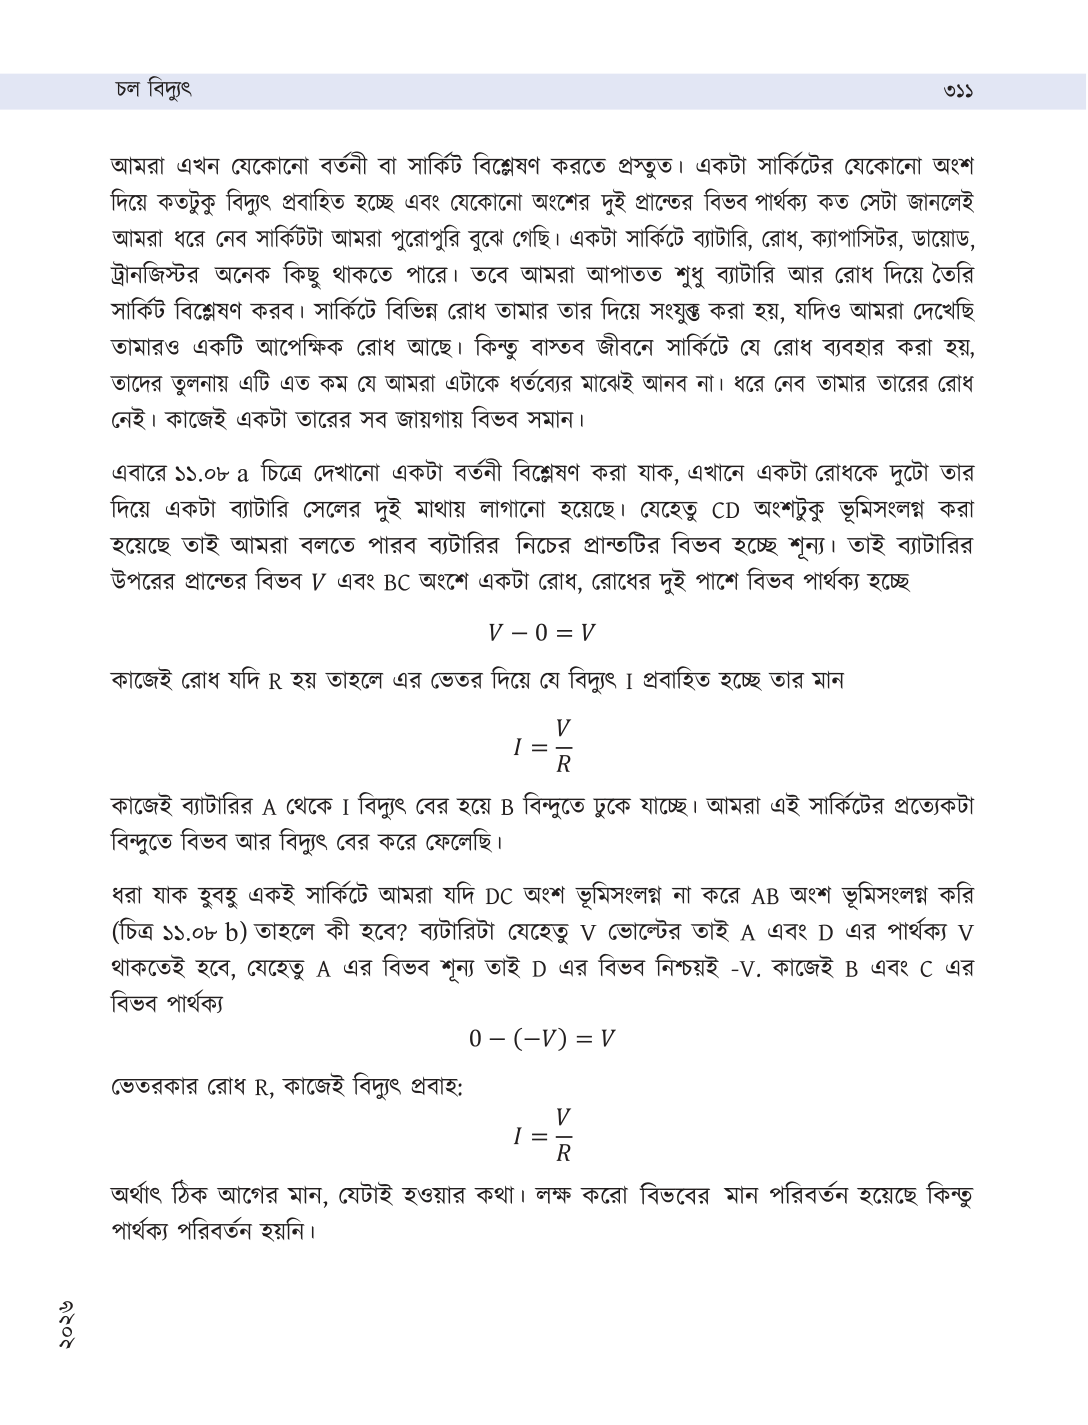 চল বিদ্যুৎ ৩১১
আমরা এখন যেকোনো বর্তনী বা সার্কিট বিশ্লেষণ করতে প্রস্তুত। একটা সার্কিটের যেকোনো অংশ
দিয়ে কতটুকু বিদ্যুৎ প্রবাহিত হচ্ছে এবং যেকোনো অংশের দুই প্রান্তের বিভব পার্থক্য কত সেটা জানলেই
আমরা ধরে নেব সার্কিটটা আমরা পুরোপুরি বুঝে গেছি। একটা সার্কিটে ব্যাটারি, রোধ, ক্যাপাসিটর, ডায়োড,
ট্রানজিস্টর অনেক কিছু থাকতে পারে। তবে আমরা আপাতত শুধু ব্যাটারি আর রোধ দিয়ে তৈরি
সার্কিট বিশ্লেষণ করব। সার্কিটে বিভিন্ন রোধ তামার তার দিয়ে সংযুক্ত করা হয়, যদিও আমরা দেখেছি
তামারও একটি আপেক্ষিক রোধ আছে। কিন্তু বাস্তব জীবনে সার্কিটে যে রোধ ব্যবহার করা হয়,
তাদের তুলনায় এটি এত কম যে আমরা এটাকে ধর্তব্যের মাঝেই আনব না। ধরে নেব তামার তারের রোধ
নেই। কাজেই একটা তারের সব জায়গায় বিভব সমান।
এবারে ১১.০৮ a চিত্রে দেখানো একটা বর্তনী বিশ্লেষণ করা যাক, এখানে একটা রোধকে দুটো তার
দিয়ে একটা ব্যাটারি সেলের দুই মাথায় লাগানো হয়েছে। যেহেতু CD অংশটুকু ভূমিসংলগ্ন করা
হয়েছে তাই আমরা বলতে পারব ব্যটারির নিচের প্রান্তটির বিভব হচ্ছে শূন্য। তাই ব্যাটারির
উপরের প্রান্তের বিভব V এবং BC অংশে একটা রোধ, রোধের দুই পাশে বিভব পার্থক্য হচ্ছে
V − 0 = V
কাজেই রোধ যদি R হয় তাহলে এর ভেতর দিয়ে যে বিদ্যুৎ I প্রবাহিত হচ্ছে তার মান
I = V/R
কাজেই ব্যাটারির A থেকে I বিদ্যুৎ বের হয়ে B বিন্দুতে ঢুকে যাচ্ছে। আমরা এই সার্কিটের প্রত্যেকটা
বিন্দুতে বিভব আর বিদ্যুৎ বের করে ফেলেছি।
ধরা যাক হুবহু একই সার্কিটে আমরা যদি DC অংশ ভূমিসংলগ্ন না করে AB অংশ ভূমিসংলগ্ন করি
(চিত্র ১১.০৮ b) তাহলে কী হবে? ব্যটারিটা যেহেতু V ভোল্টের তাই A এবং D এর পার্থক্য V
থাকতেই হবে, যেহেতু A এর বিভব শূন্য তাই D এর বিভব নিশ্চয়ই -V. কাজেই B এবং C এর
বিভব পার্থক্য
0 − (−V) = V
ভেতরকার রোধ R, কাজেই বিদ্যুৎ প্রবাহ:
I = V/R
অর্থাৎ ঠিক আগের মান, যেটাই হওয়ার কথা। লক্ষ করো বিভবের মান পরিবর্তন হয়েছে কিন্তু
পার্থক্য পরিবর্তন হয়নি।
২০২৬